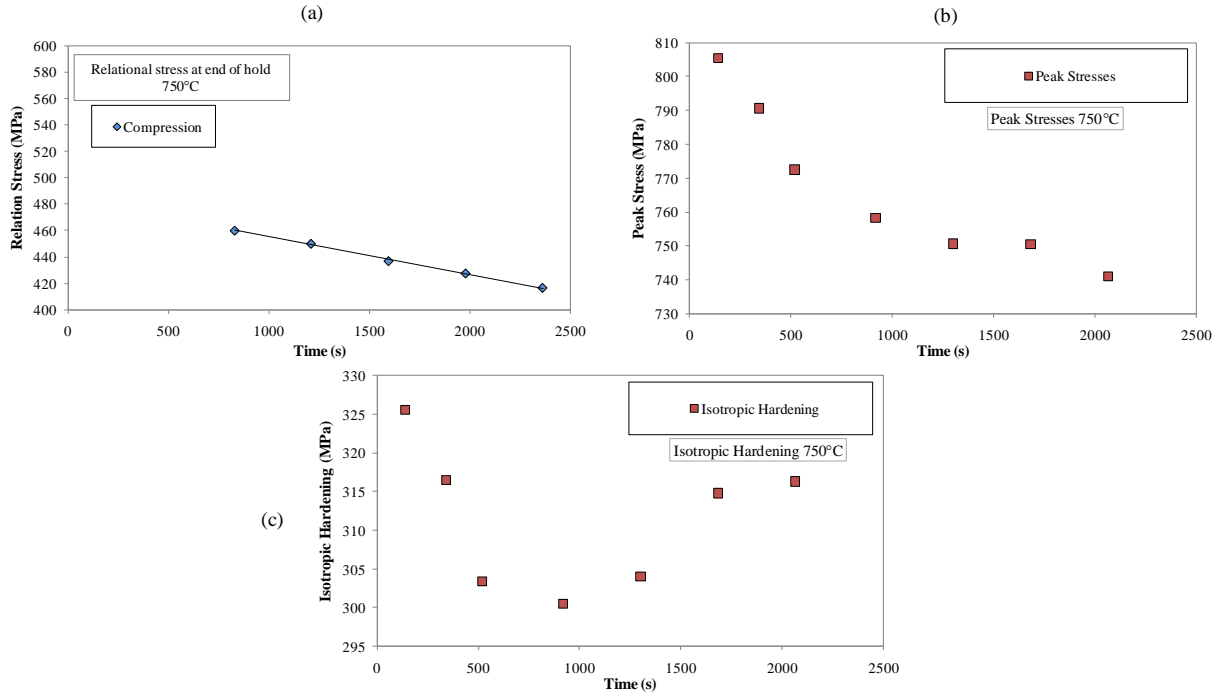 (a)
600
580
560
540
520
500
480
460
440
420
400
Relation Stress (MPa)
Relational stress at end of hold
750°C
Compression
0
500
1000
1500
2000
2500
Time (s)
(b)
810
800
790
780
770
760
750
740
730
Peak Stress (MPa)
Peak Stresses
Peak Stresses 750°C
0
500
1000
1500
2000
2500
Time (s)
(c)
330
325
320
315
310
305
300
295
Isotropic Hardening (MPa)
Isotropic Hardening
Isotropic Hardening 750°C
0
500
1000
1500
2000
2500
Time (s)